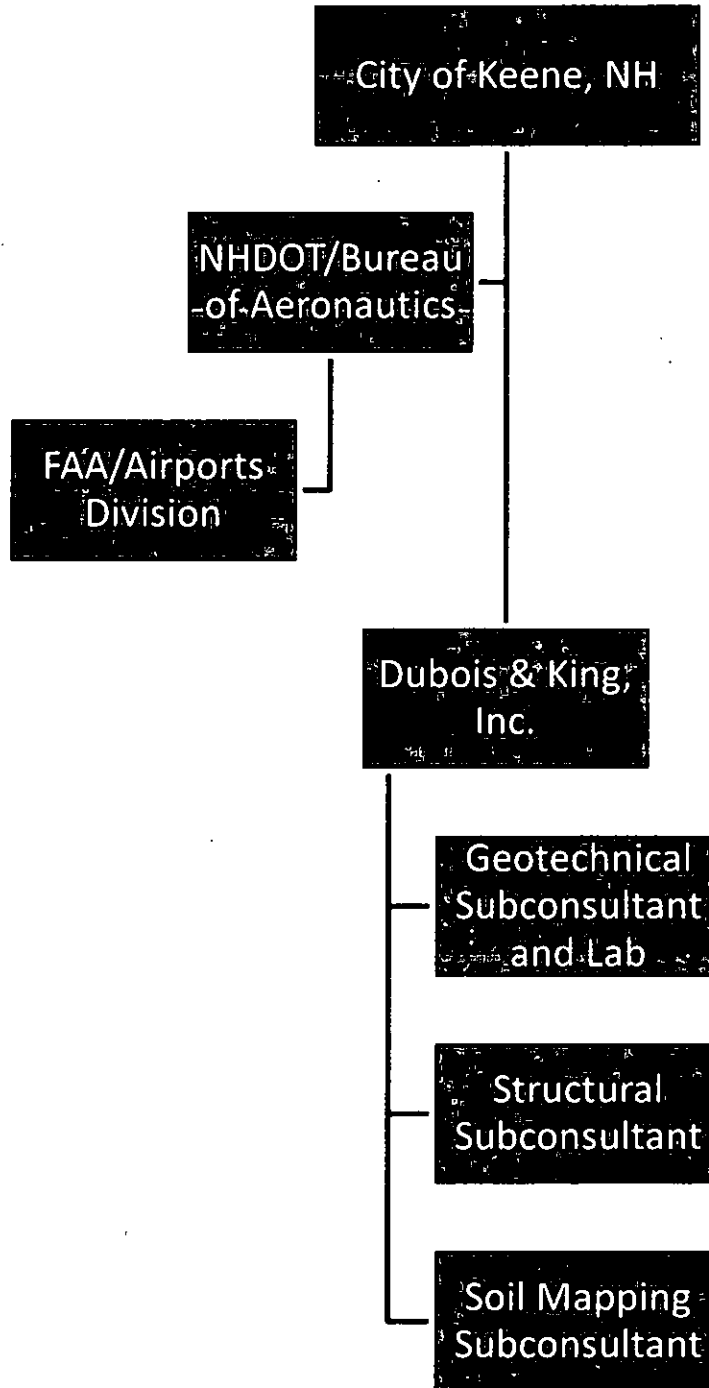 City of Keene, NH
NHDOT/Bureau
of Aeronautics
FAA/Airports
Division
Dubois & King,
Inc.
Geotechnical
Subconsultant
and Lab
Structural
Subconsultant
Soil Mapping
Subconsultant